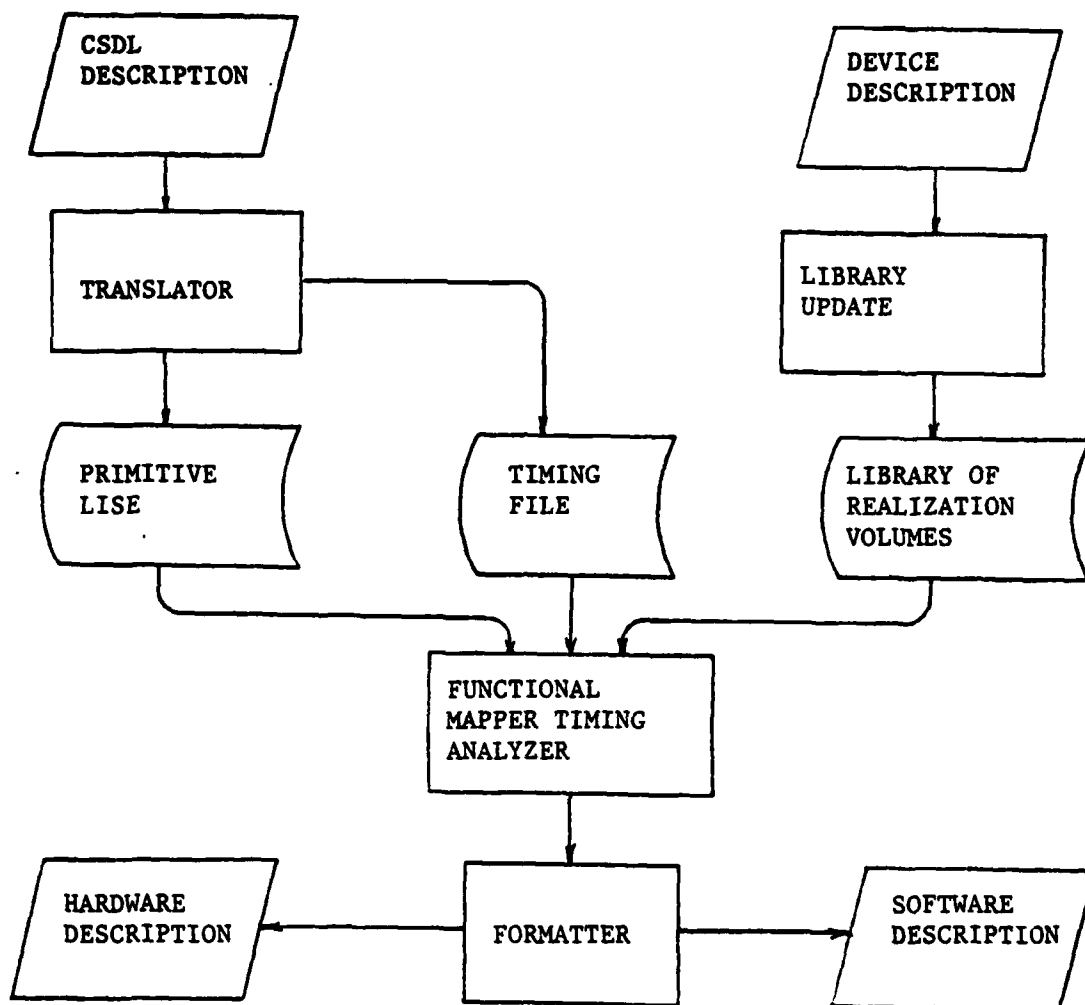 CSDL
DESCRIPTION
DEVICE
DESCRIPTION
TRANSLATOR
LIBRARY
UPDATE
PRIMITIVE
LISE
TIMING
FILE
LIBRARY OF
REALIZATION
VOLUMES
FUNCTIONAL
MAPPER TIMING
ANALYZER
HARDWARE
DESCRIPTION
FORMATTER
SOFTWARE
DESCRIPTION